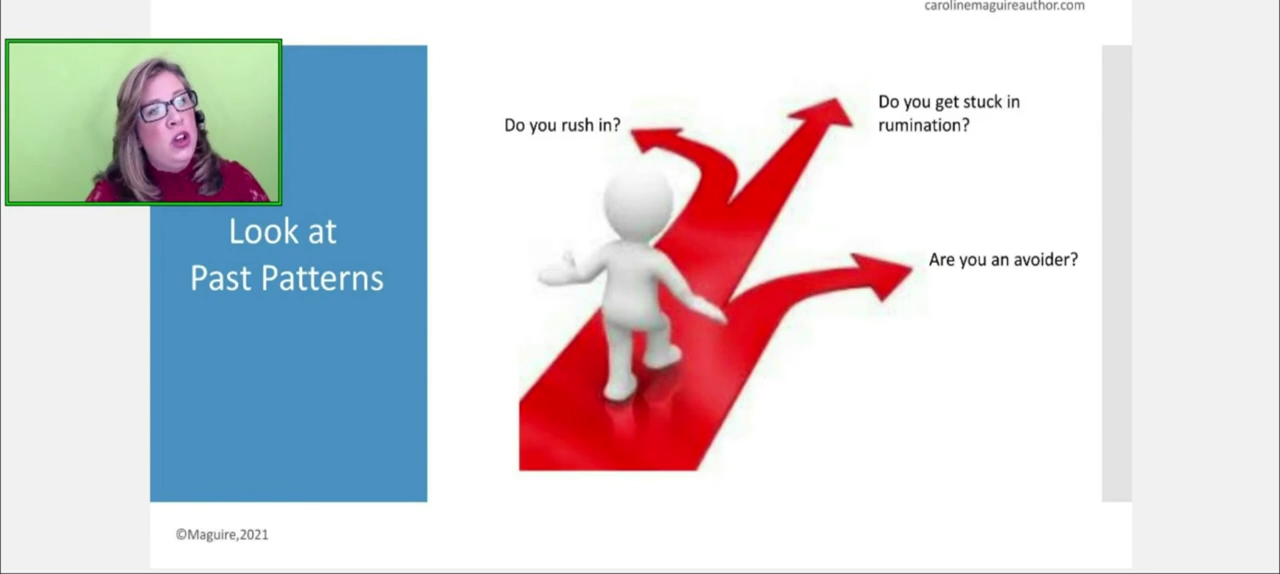 carolinemaguireauthor.com
Do you rush in?
Do you get stuck in
rumination?
Are you an avoider?
Look at
Past Patterns
©Maguire,2021